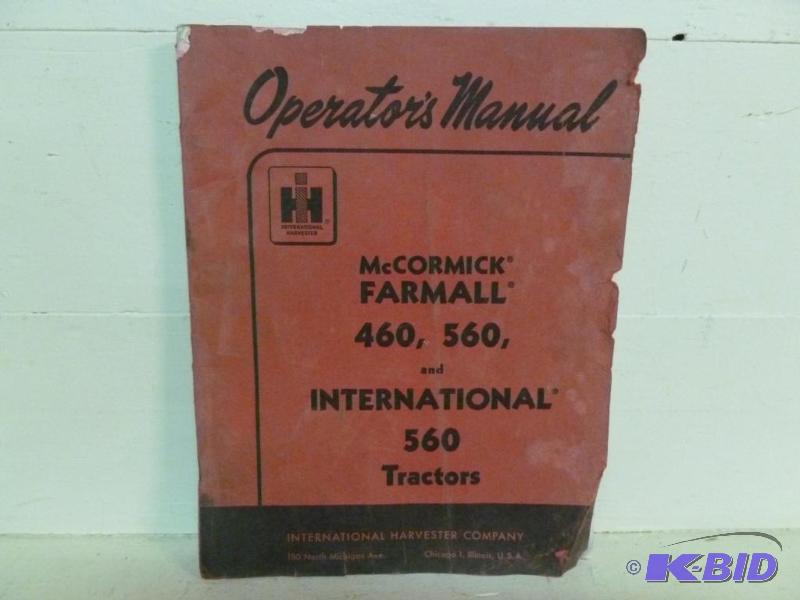 Operator's Manual
IH ®
INTERNATIONAL
HARVESTER
McCORMICK®
FARMALL®
460, 560,
and
INTERNATIONAL®
560
Tractors
INTERNATIONAL HARVESTER COMPANY
180 North Michigan Ave. Chicago 1, Illinois, U.S.A.
© K-BID